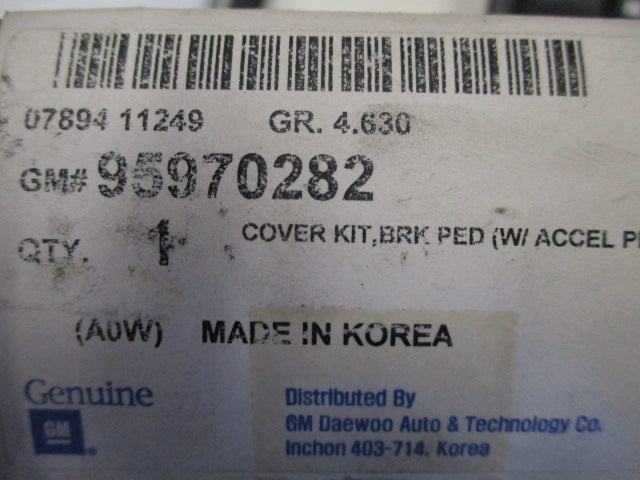 07894 11249 GR. 4.630
GM# 95970282
QTY. 1 COVER KIT,BRK PED (W/ ACCEL
(A0W) MADE IN KOREA
Genuine
GM
Distributed By
GM Daewoo Auto & Technology Co.
Inchon 403-714, Korea